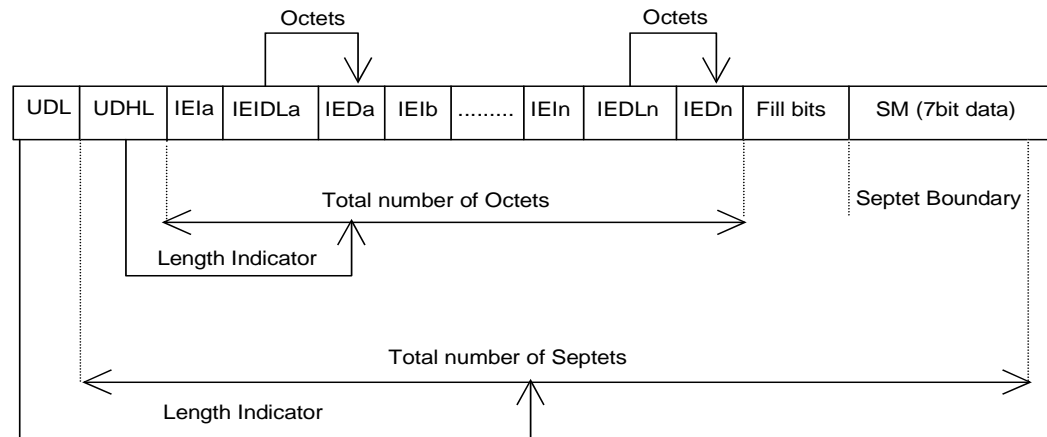 Octets Octets
UDL UDHL IEIa IEIDLa IEDa IEIb ......... IEIn IEDLn IEDn Fill bits SM (7bit data)
Total number of Octets
Septet Boundary
Length Indicator
Total number of Septets
Length Indicator